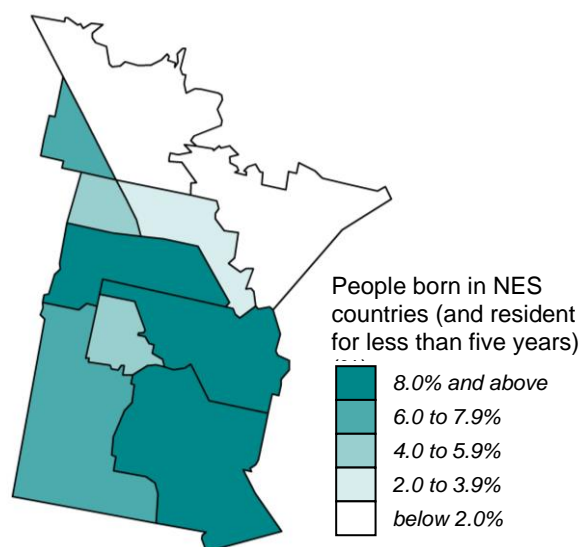 People born in NES
countries (and resident
for less than five years)
8.0% and above
6.0 to 7.9%
4.0 to 5.9%
2.0 to 3.9%
below 2.0%